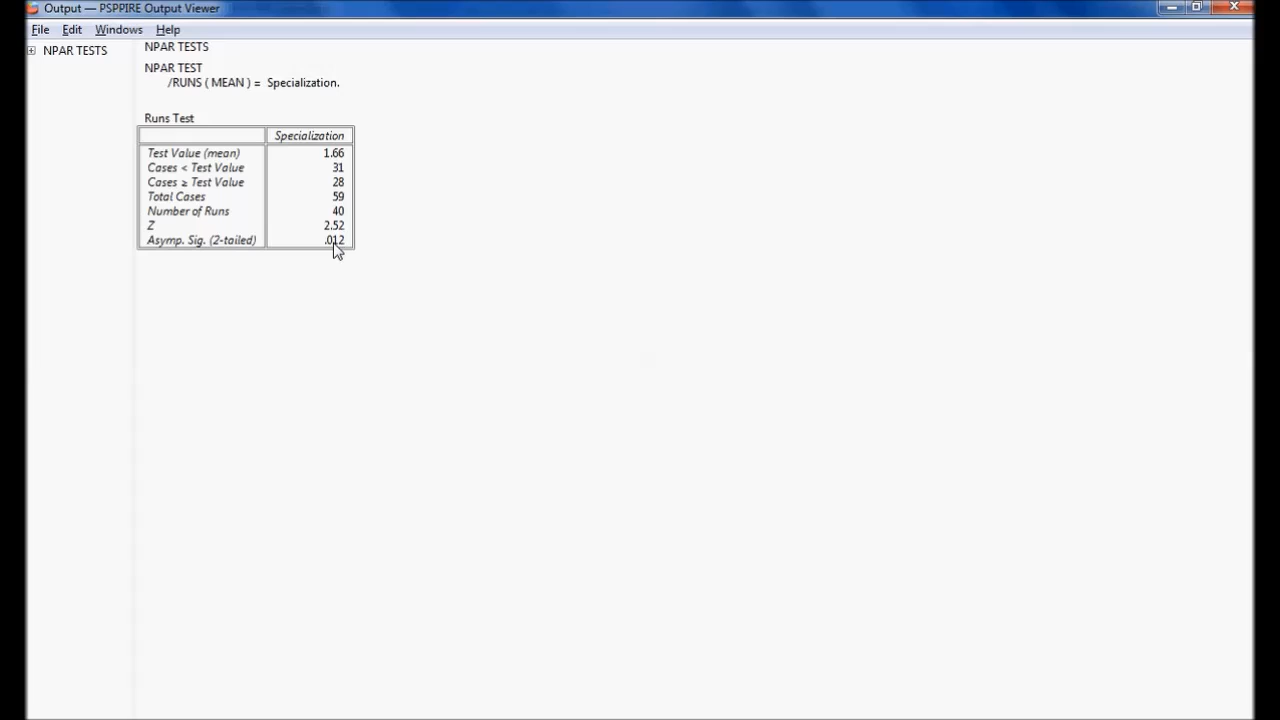 Output — PSPPIRE Output Viewer
File Edit Windows Help
NPAR TESTS
NPAR TESTS
NPAR TEST
/RUNS ( MEAN ) = Specialization.
Runs Test
Specialization
Test Value (mean) 1.66
Cases < Test Value 31
Cases ≥ Test Value 28
Total Cases 59
Number of Runs 40
Z 2.52
Asymp. Sig. (2-tailed) .012